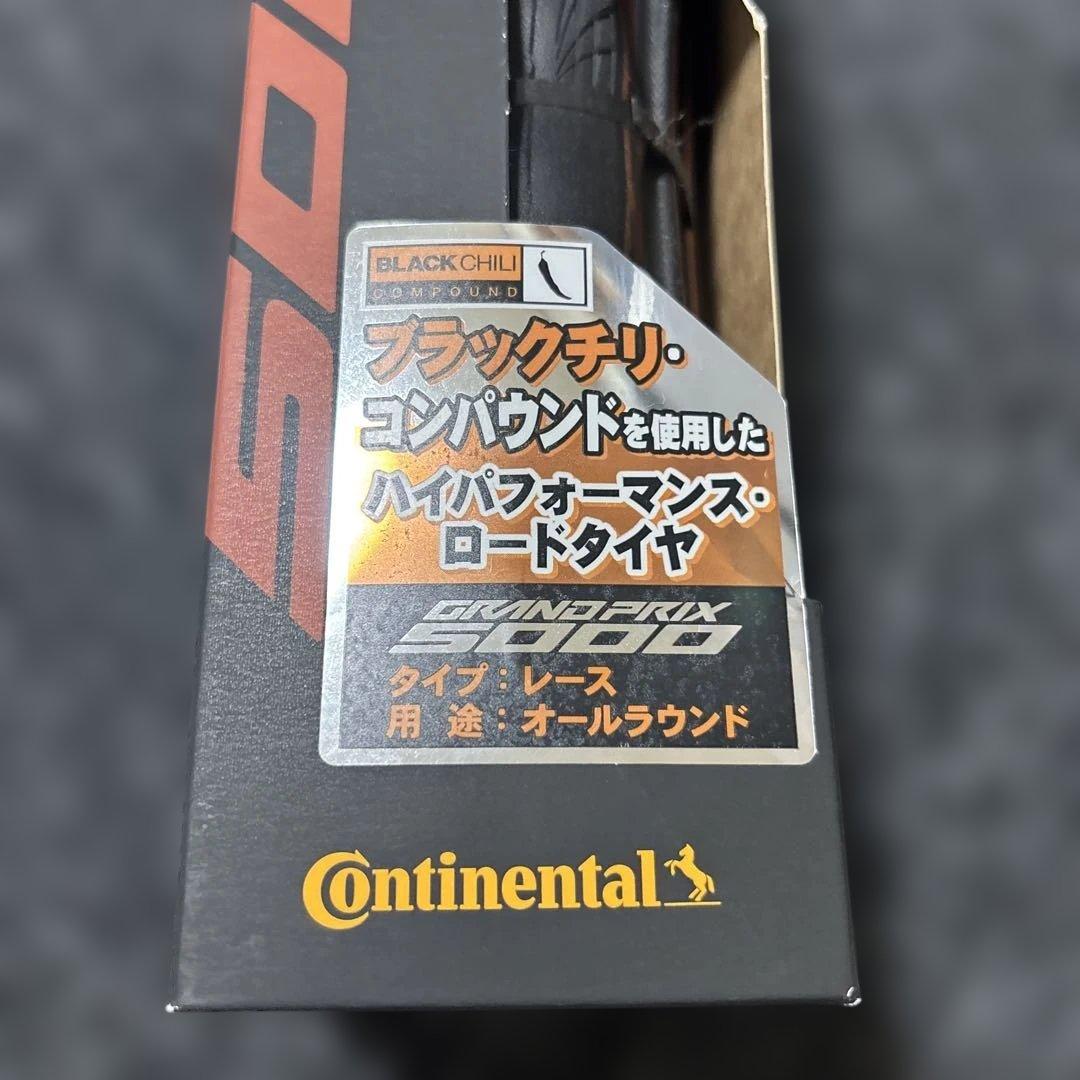 500
BLACKCHILI
COMPOUND
ブラックチリ・
コンパウンドを使用した
ハイパフォーマンス・
ロードタイヤ
GRAND PRIX
5000
タイプ：レース
用　途：オールラウンド
Continental